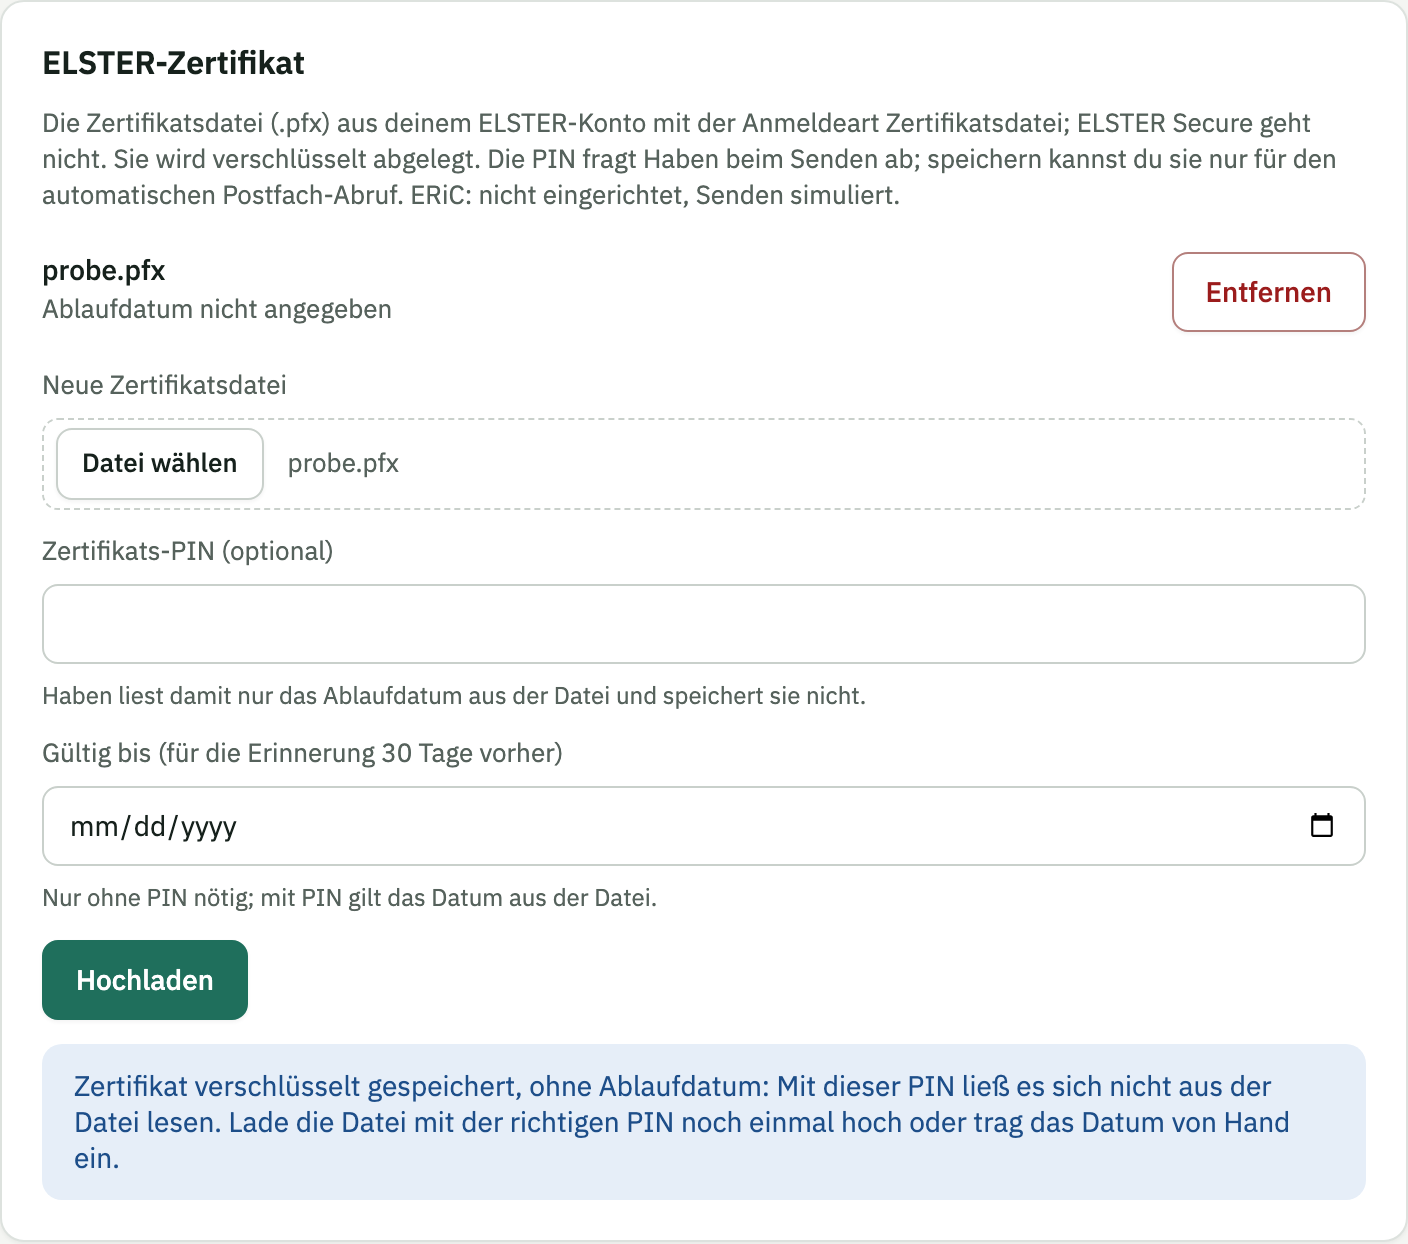 ELSTER-Zertifikat
Die Zertifikatsdatei (.pfx) aus deinem ELSTER-Konto mit der Anmeldeart Zertifikatsdatei; ELSTER Secure geht
nicht. Sie wird verschlüsselt abgelegt. Die PIN fragt Haben beim Senden ab; speichern kannst du sie nur für den
automatischen Postfach-Abruf. ERiC: nicht eingerichtet, Senden simuliert.
probe.pfx
Ablaufdatum nicht angegeben
Entfernen
Neue Zertifikatsdatei
Datei wählen probe.pfx
Zertifikats-PIN (optional)
Haben liest damit nur das Ablaufdatum aus der Datei und speichert sie nicht.
Gültig bis (für die Erinnerung 30 Tage vorher)
mm/dd/yyyy
Nur ohne PIN nötig; mit PIN gilt das Datum aus der Datei.
Hochladen
Zertifikat verschlüsselt gespeichert, ohne Ablaufdatum: Mit dieser PIN ließ es sich nicht aus der
Datei lesen. Lade die Datei mit der richtigen PIN noch einmal hoch oder trag das Datum von Hand
ein.